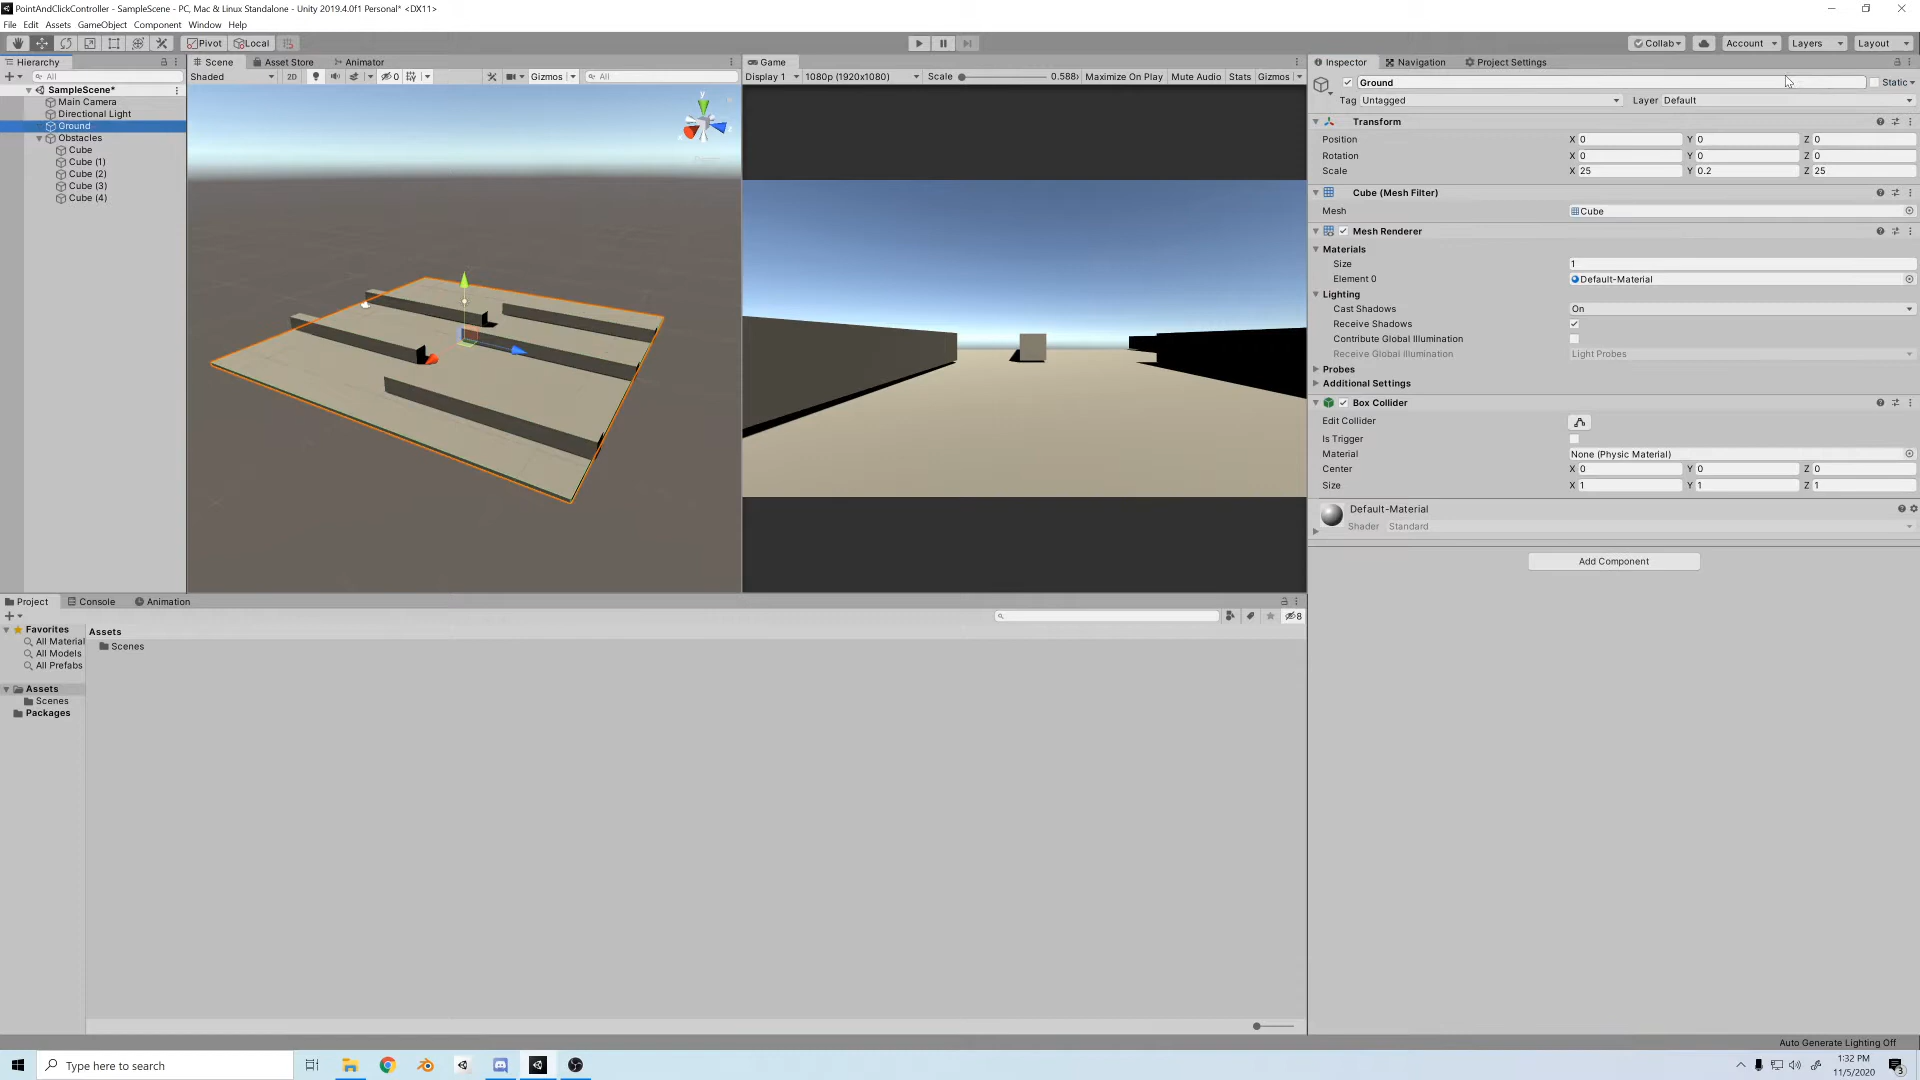 PointAndClickController - SampleScene - PC, Mac & Linux Standalone - Unity 2019.4.0f1 Personal* <DX11>
File Edit Assets GameObject Component Window Help
Pivot Local Collab Account Layers Layout
Hierarchy
All
SampleScene*
Main Camera
Directional Light
Ground
Obstacles
Cube
Cube (1)
Cube (2)
Cube (3)
Cube (4)
Scene Asset Store Animator
Shaded 2D 0 Gizmos All
y
Game
Display 1 1080p (1920x1080) Scale 0.588x Maximize On Play Mute Audio Stats Gizmos
Inspector Navigation Project Settings
Ground Static
Tag Untagged Layer Default
Transform
Position X 0 Y 0 Z 0
Rotation X 0 Y 0 Z 0
Scale X 25 Y 0.2 Z 25
Cube (Mesh Filter)
Mesh Cube
Mesh Renderer
Materials
Size 1
Element 0 Default-Material
Lighting
Cast Shadows On
Receive Shadows
Contribute Global Illumination
Receive Global Illumination Light Probes
Probes
Additional Settings
Box Collider
Edit Collider
Is Trigger
Material None (Physic Material)
Center X 0 Y 0 Z 0
Size X 1 Y 1 Z 1
Default-Material
Shader Standard
Add Component
Project Console Animation
8
Favorites
All Material
All Models
All Prefabs
Assets
Scenes
Packages
Assets
Scenes
Auto Generate Lighting Off
Type here to search
1:32 PM
11/5/2020
3